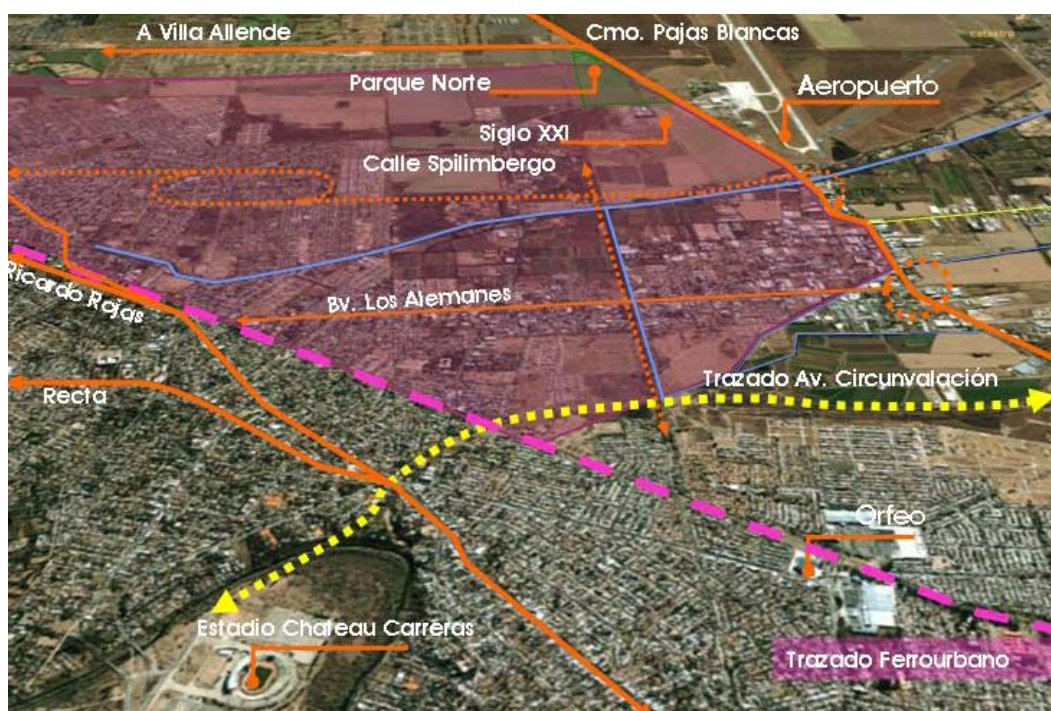 A Villa Allende
Cmo. Pajas Blancas
catastro
Parque Norte
Aeropuerto
Siglo XXI
Calle Spilimbergo
Ricardo Rojas
Bv. Los Alemanes
Trazado Av. Circunvalación
Recta
Orfeo
Estadio Chateau Carreras
Trazado Ferrourbano